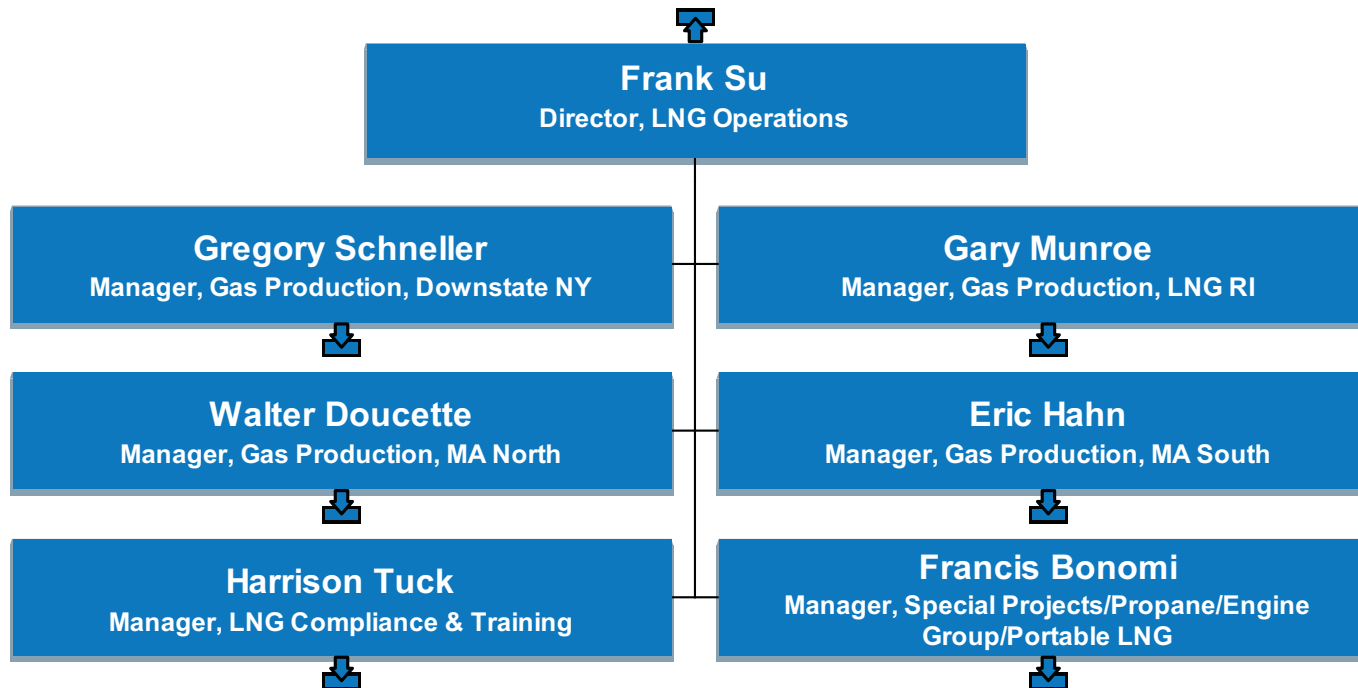 Frank Su
Director, LNG Operations
Gregory Schneller
Manager, Gas Production, Downstate NY
Gary Munroe
Manager, Gas Production, LNG RI
Walter Doucette
Manager, Gas Production, MA North
Eric Hahn
Manager, Gas Production, MA South
Harrison Tuck
Manager, LNG Compliance & Training
Francis Bonomi
Manager, Special Projects/Propane/Engine
Group/Portable LNG